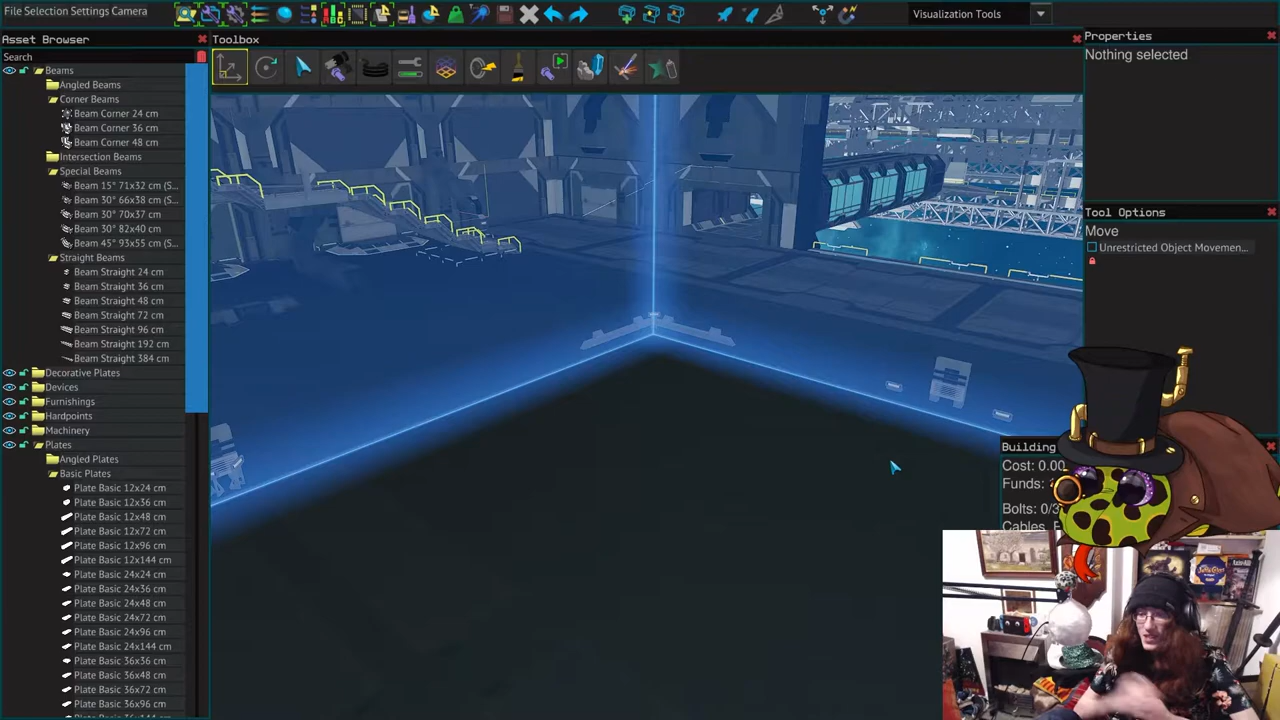 File Selection Settings Camera
Visualization Tools
Asset Browser
Toolbox
Properties
Search
Nothing selected
Beams
Angled Beams
Corner Beams
Beam Corner 24 cm
Beam Corner 36 cm
Beam Corner 48 cm
Intersection Beams
Special Beams
Beam 15° 71x32 cm (S...
Beam 30° 66x38 cm (S...
Beam 30° 70x37 cm
Beam 30° 82x40 cm
Beam 45° 93x55 cm (S...
Straight Beams
Beam Straight 24 cm
Beam Straight 36 cm
Beam Straight 48 cm
Beam Straight 72 cm
Beam Straight 96 cm
Beam Straight 192 cm
Beam Straight 384 cm
Decorative Plates
Devices
Furnishings
Hardpoints
Machinery
Plates
Angled Plates
Basic Plates
Plate Basic 12x24 cm
Plate Basic 12x36 cm
Plate Basic 12x48 cm
Plate Basic 12x72 cm
Plate Basic 12x96 cm
Plate Basic 12x144 cm
Plate Basic 24x24 cm
Plate Basic 24x36 cm
Plate Basic 24x48 cm
Plate Basic 24x72 cm
Plate Basic 24x96 cm
Plate Basic 24x144 cm
Plate Basic 36x36 cm
Plate Basic 36x48 cm
Plate Basic 36x72 cm
Plate Basic 36x96 cm
Tool Options
Move
Unrestricted Object Movemen...
Building
Cost: 0.00
Funds:
Bolts: 0/3
Cables,